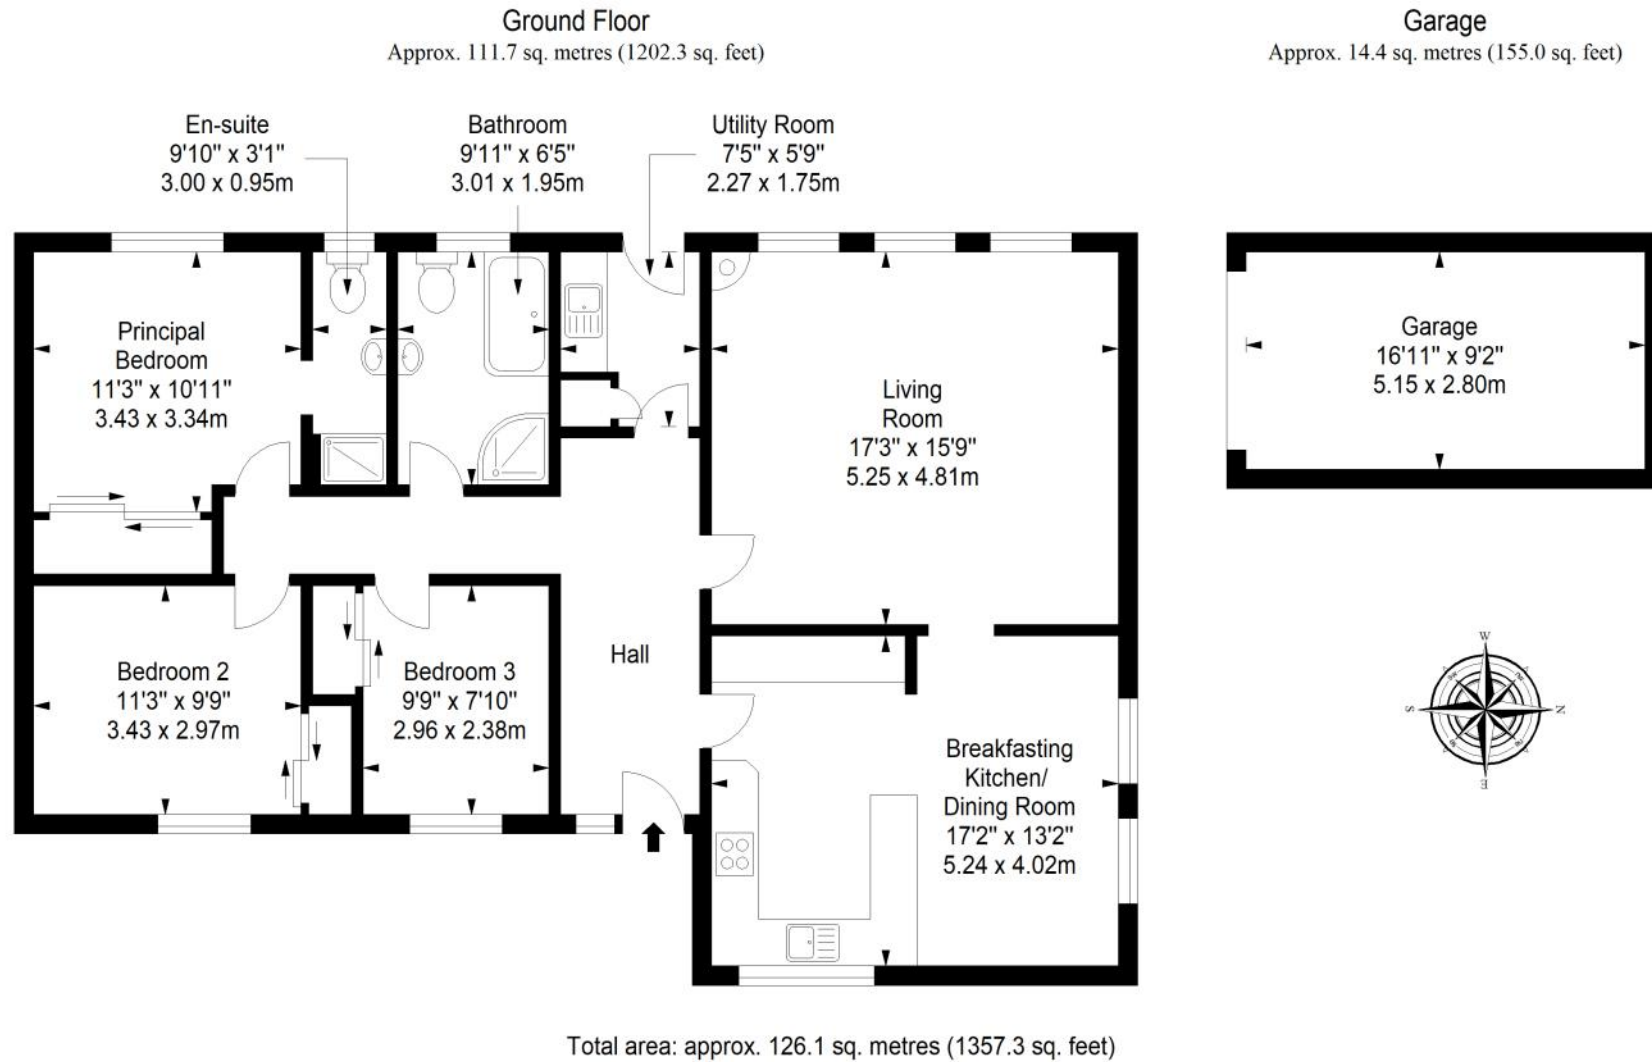 Ground Floor
Approx. 111.7 sq. metres (1202.3 sq. feet)
Garage
Approx. 14.4 sq. metres (155.0 sq. feet)
En-suite
9'10" x 3'1"
3.00 x 0.95m
Bathroom
9'11" x 6'5"
3.01 x 1.95m
Utility Room
7'5" x 5'9"
2.27 x 1.75m
Principal
Bedroom
11'3" x 10'11"
3.43 x 3.34m
Living
Room
17'3" x 15'9"
5.25 x 4.81m
Garage
16'11" x 9'2"
5.15 x 2.80m
Bedroom 2
11'3" x 9'9"
3.43 x 2.97m
Bedroom 3
9'9" x 7'10"
2.96 x 2.38m
Hall
Breakfasting
Kitchen/
Dining Room
17'2" x 13'2"
5.24 x 4.02m
W
S
N
E
Total area: approx. 126.1 sq. metres (1357.3 sq. feet)